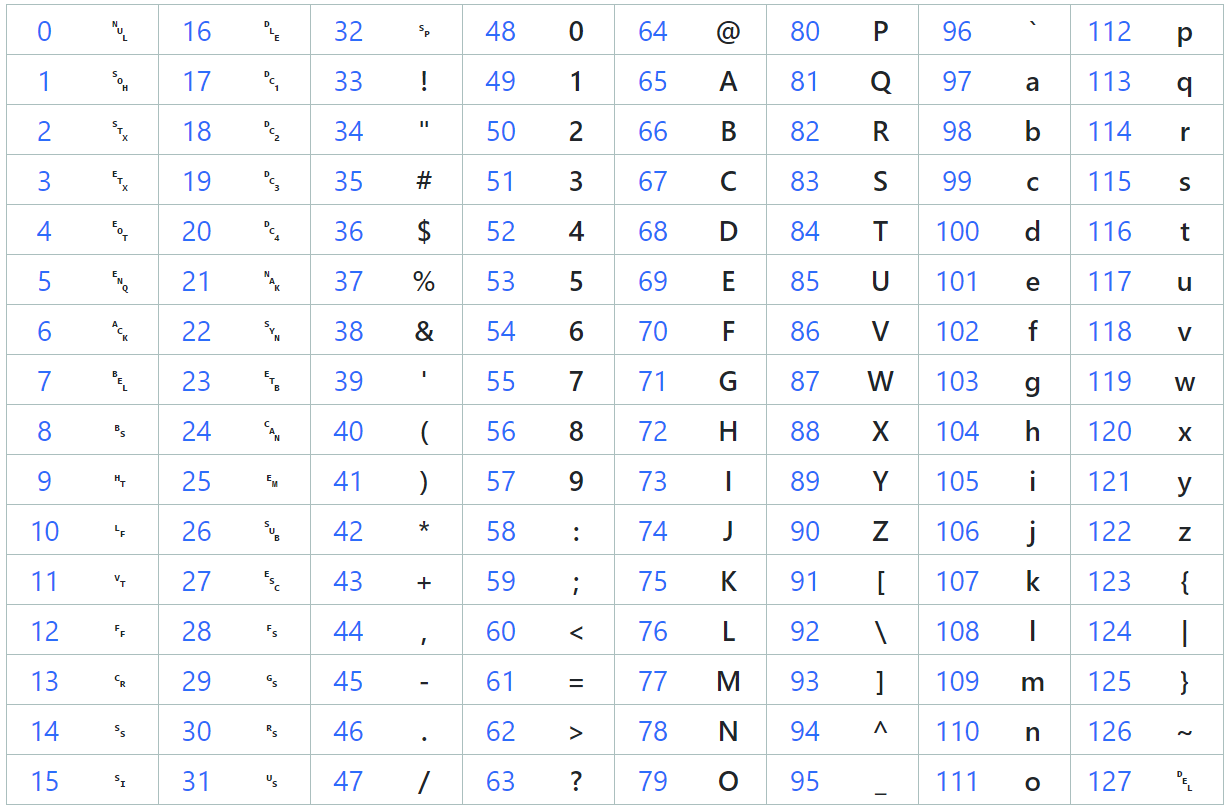 0 NUL 16 DLE 32 SP 48 0 64 @ 80 P 96 ` 112 p
1 SOH 17 DC1 33 ! 49 1 65 A 81 Q 97 a 113 q
2 STX 18 DC2 34 " 50 2 66 B 82 R 98 b 114 r
3 ETX 19 DC3 35 # 51 3 67 C 83 S 99 c 115 s
4 EOT 20 DC4 36 $ 52 4 68 D 84 T 100 d 116 t
5 ENQ 21 NAK 37 % 53 5 69 E 85 U 101 e 117 u
6 ACK 22 SYN 38 & 54 6 70 F 86 V 102 f 118 v
7 BEL 23 ETB 39 ' 55 7 71 G 87 W 103 g 119 w
8 BS 24 CAN 40 ( 56 8 72 H 88 X 104 h 120 x
9 HT 25 EM 41 ) 57 9 73 I 89 Y 105 i 121 y
10 LF 26 SUB 42 * 58 : 74 J 90 Z 106 j 122 z
11 VT 27 ESC 43 + 59 ; 75 K 91 [ 107 k 123 {
12 FF 28 FS 44 , 60 < 76 L 92 \ 108 l 124 |
13 CR 29 GS 45 - 61 = 77 M 93 ] 109 m 125 }
14 SS 30 RS 46 . 62 > 78 N 94 ^ 110 n 126 ~
15 SI 31 US 47 / 63 ? 79 O 95 _ 111 o 127 DEL